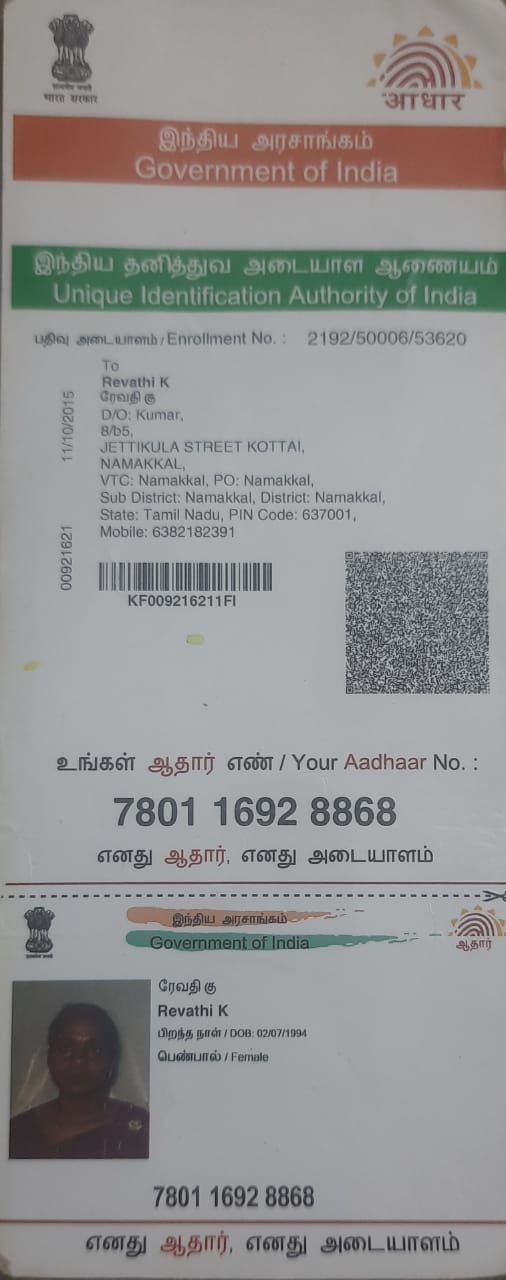 भारत सरकार
आधार
இந்திய அரசாங்கம்
Government of India
இந்திய தனித்துவ அடையாள ஆணையம்
Unique Identification Authority of India
பதிவு அடையாளம் / Enrollment No. : 2192/50006/53620
To
Revathi K
ரேவதி கு
D/O: Kumar,
8/b5,
JETTIKULA STREET KOTTAI,
NAMAKKAL,
VTC: Namakkal, PO: Namakkal,
Sub District: Namakkal, District: Namakkal,
State: Tamil Nadu, PIN Code: 637001,
Mobile: 6382182391
11/10/2015
00921621
KF009216211FI
உங்கள் ஆதார் எண் / Your Aadhaar No. :
7801 1692 8868
எனது ஆதார், எனது அடையாளம்
இந்திய அரசாங்கம்
Government of India
ஆதார்
ரேவதி கு
Revathi K
பிறந்த நாள் / DOB: 02/07/1994
பெண்பால் / Female
7801 1692 8868
எனது ஆதார், எனது அடையாளம்